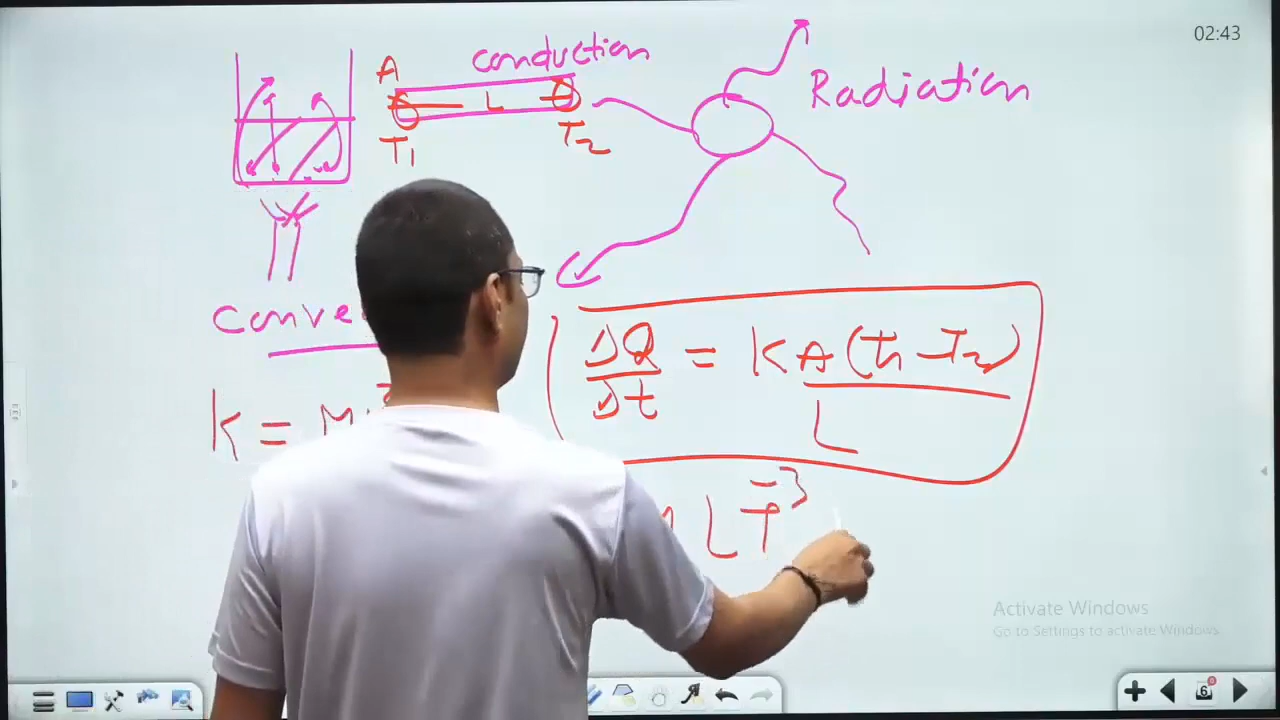 02:43
conduction
A
L
T₁
T₂
Radiation
conve
ΔQ/Δt = KA(T₁ - T₂)/L
K =
L T⁻³
Activate Windows
Go to Settings to activate Windows.
6